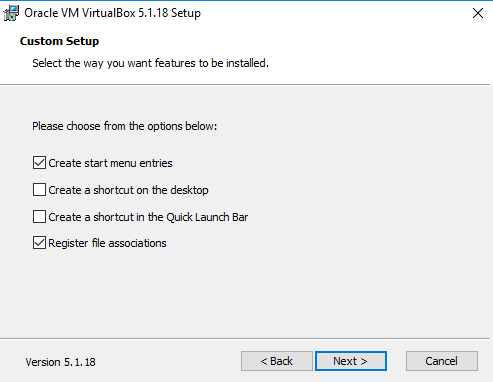 Oracle VM VirtualBox 5.1.18 Setup
Custom Setup
Select the way you want features to be installed.
Please choose from the options below:
Create start menu entries
Create a shortcut on the desktop
Create a shortcut in the Quick Launch Bar
Register file associations
Version 5.1.18
< Back
Next >
Cancel